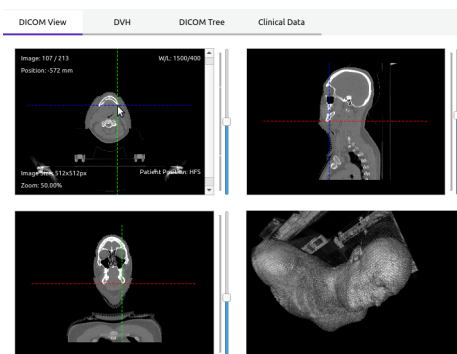 DICOM View
DVH
DICOM Tree
Clinical Data
Image: 107 / 213
W/L: 1500/400
Position: -572 mm
Image Size: 512x512px
Patient Position: HFS
Zoom: 50.00%